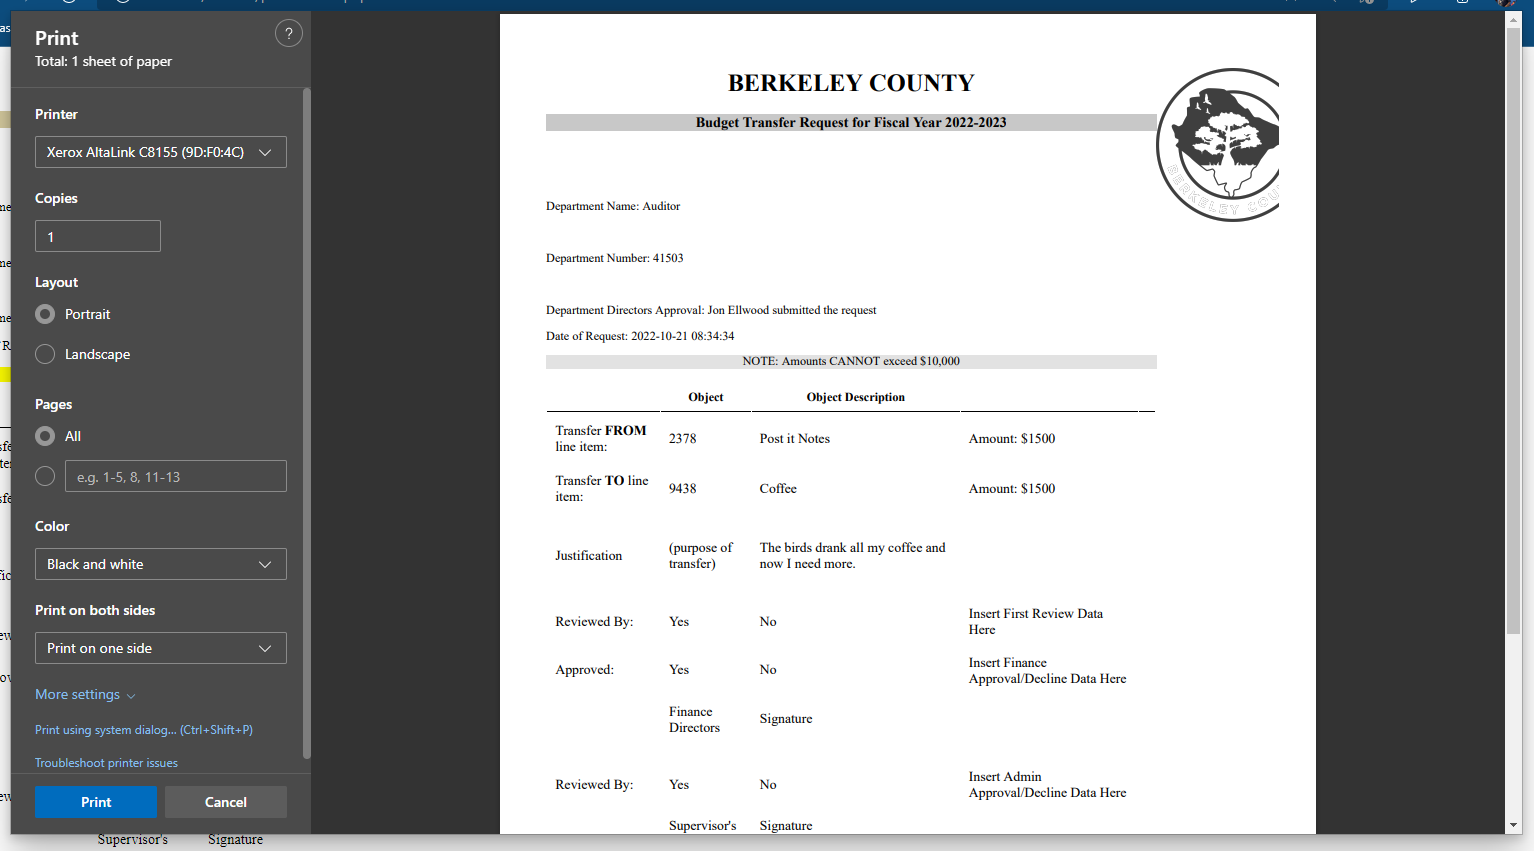 Print
Total: 1 sheet of paper
?
Printer
Xerox AltaLink C8155 (9D:F0:4C)
Copies
1
Layout
Portrait
Landscape
Pages
All
e.g. 1-5, 8, 11-13
Color
Black and white
Print on both sides
Print on one side
More settings
Print using system dialog... (Ctrl+Shift+P)
Troubleshoot printer issues
Print
Cancel
BERKELEY COUNTY
Budget Transfer Request for Fiscal Year 2022-2023
BERKELEY COU
Department Name: Auditor
Department Number: 41503
Department Directors Approval: Jon Ellwood submitted the request
Date of Request: 2022-10-21 08:34:34
NOTE: Amounts CANNOT exceed $10,000
Object Object Description
Transfer FROM
line item:
2378 Post it Notes Amount: $1500
Transfer TO line
item:
9438 Coffee Amount: $1500
Justification
(purpose of
transfer)
The birds drank all my coffee and
now I need more.
Reviewed By: Yes No
Insert First Review Data
Here
Approved: Yes No
Insert Finance
Approval/Decline Data Here
Finance
Directors
Signature
Reviewed By: Yes No
Insert Admin
Approval/Decline Data Here
Supervisor's Signature
Supervisor's Signature